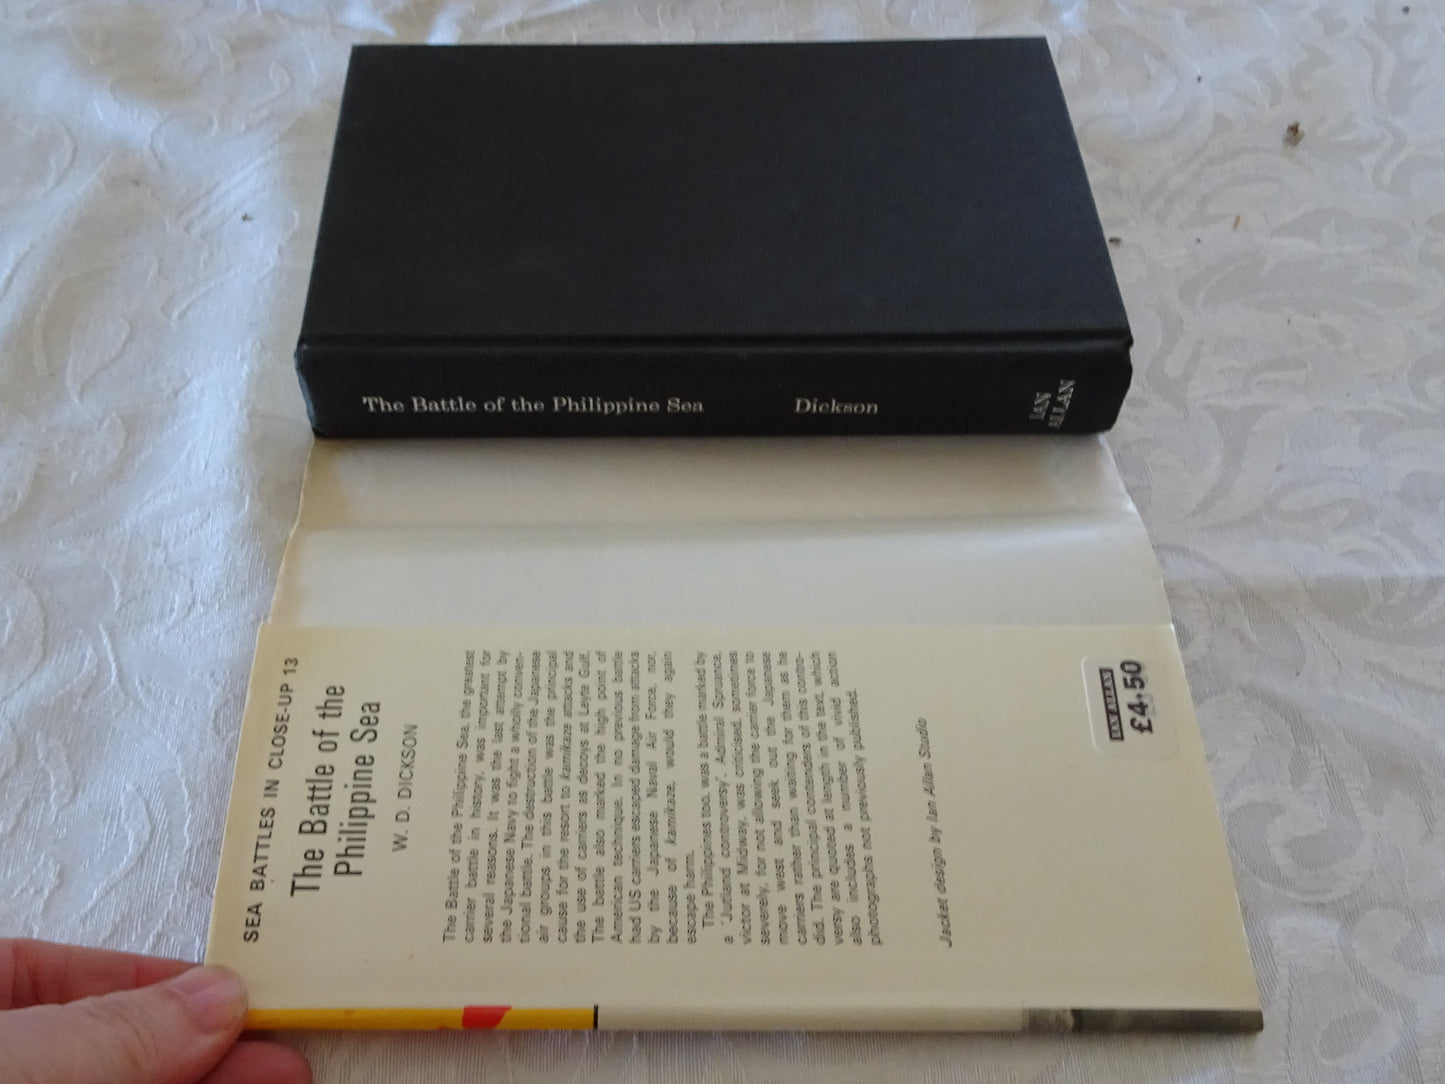 The Battle of the Philippine Sea
Dickson
IAN
ALLAN
SEA BATTLES IN CLOSE-UP 13
The Battle of the
Philippine Sea
W. D. DICKSON
The Battle of the Philippine Sea, the greatest
carrier battle in history, was important for
several reasons. It was the last attempt by
the Japanese Navy to fight a wholly conven-
tional battle. The destruction of the Japanese
air groups in this battle was the principal
cause for the resort to kamikaze attacks and
the use of carriers as decoys at Leyte Gulf.
The battle also marked the high point of
American technique. In no previous battle
had US carriers escaped damage from attacks
by the Japanese Naval Air Force, nor,
because of kamikaze, would they again
escape harm.
The Philippines too, was a battle marked by
a 'Jutland controversy'. Admiral Spruance,
victor at Midway, was criticised, sometimes
severely, for not allowing the carrier force to
move west and seek out the Japanese
carriers rather than waiting for them as he
did. The principal contenders of this contro-
versy are quoted at length in the text, which
also includes a number of vivid action
photographs not previously published.
Jacket design by Ian Allan Studio
IAN ALLAN
£4.50